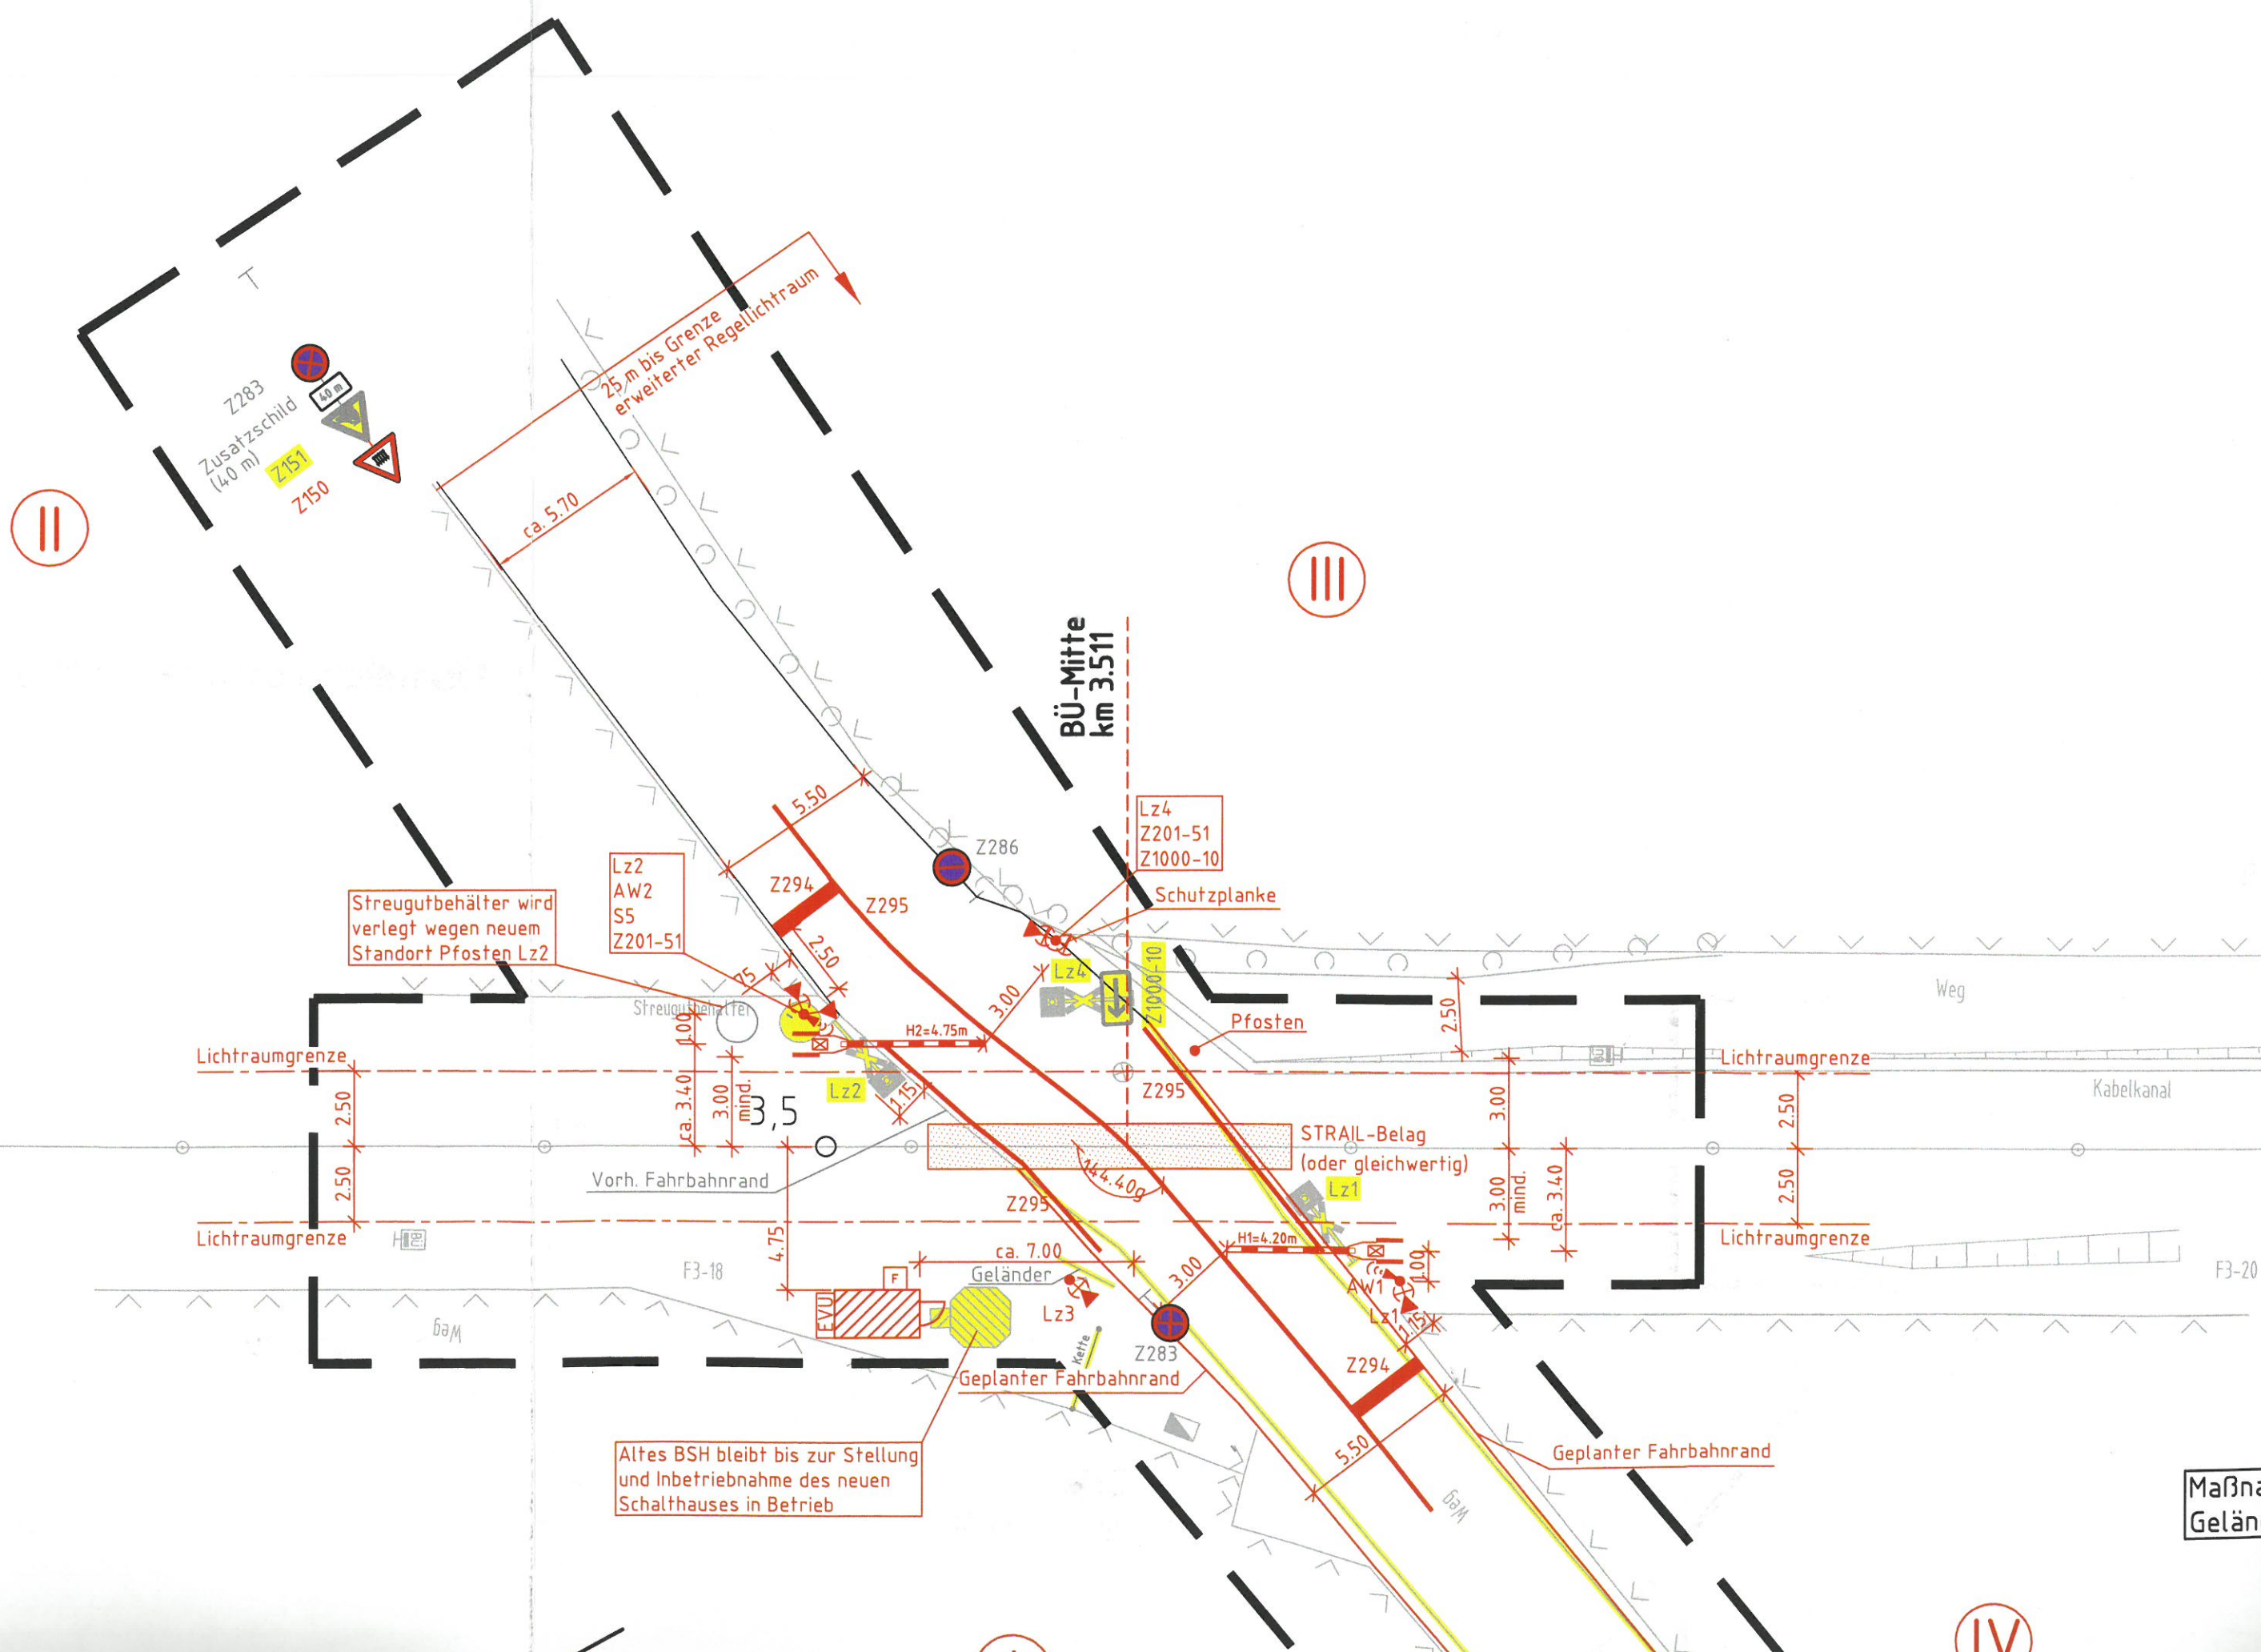 T
Z283
Zusatzschild
(40 m)
40 m
Z151
Z150
II
25 m bis Grenze
erweiterter Regellichtraum
ca. 5.70
III
BÜ-Mitte
km 3.511
5.50
Z286
Lz4
Z201-51
Z1000-10
Schutzplanke
Lz2
AW2
S5
Z201-51
Z294
Z295
Streugutbehälter wird
verlegt wegen neuem
Standort Pfosten Lz2
2.50
75
Streugutbehälter
Lz4
Z1000-10
3.00
H2=4.75m
Pfosten
2.50
Weg
Lichtraumgrenze
Lichtraumgrenze
1.00
ca. 3.40
3.00
mind.
2.50
3,5
Lz2
1.15
Z295
3.00
2.50
Kabelkanal
STRAIL-Belag
(oder gleichwertig)
Vorh. Fahrbahnrand
144.40g
Lz1
2.50
4.75
Z295
3.00
mind.
ca. 3.40
2.50
Lichtraumgrenze
Lichtraumgrenze
BÜ
F3-18
ca. 7.00
Geländer
H1=4.20m
3.00
1.00
AW1
Lz1
1.15
F3-20
F
EVU
Lz3
Weg
Kette
Z283
Z294
Geplanter Fahrbahnrand
Altes BSH bleibt bis zur Stellung
und Inbetriebnahme des neuen
Schalthauses in Betrieb
5.50
Geplanter Fahrbahnrand
Weg
Maßna
Gelän
IV